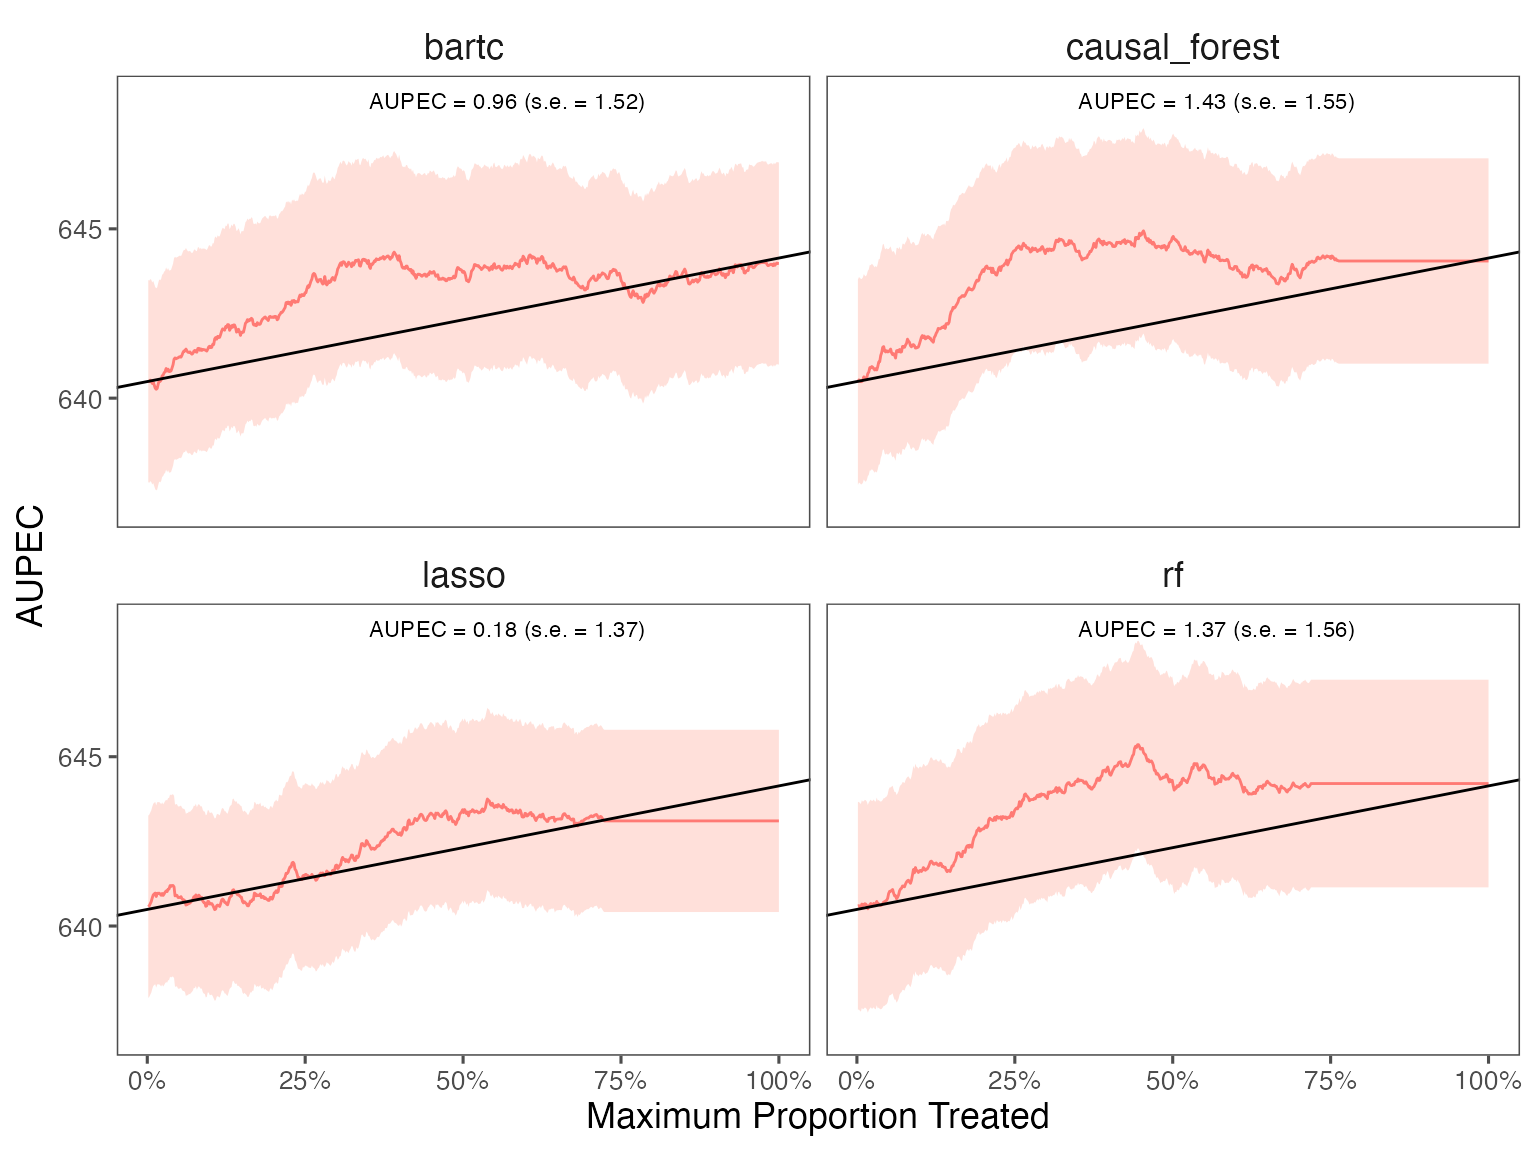 bartc
causal_forest
AUPEC = 0.96 (s.e. = 1.52)
AUPEC = 1.43 (s.e. = 1.55)
645
640
AUPEC
lasso
rf
AUPEC = 0.18 (s.e. = 1.37)
AUPEC = 1.37 (s.e. = 1.56)
645
640
0% 25% 50% 75% 100% 0% 25% 50% 75% 100%
Maximum Proportion Treated